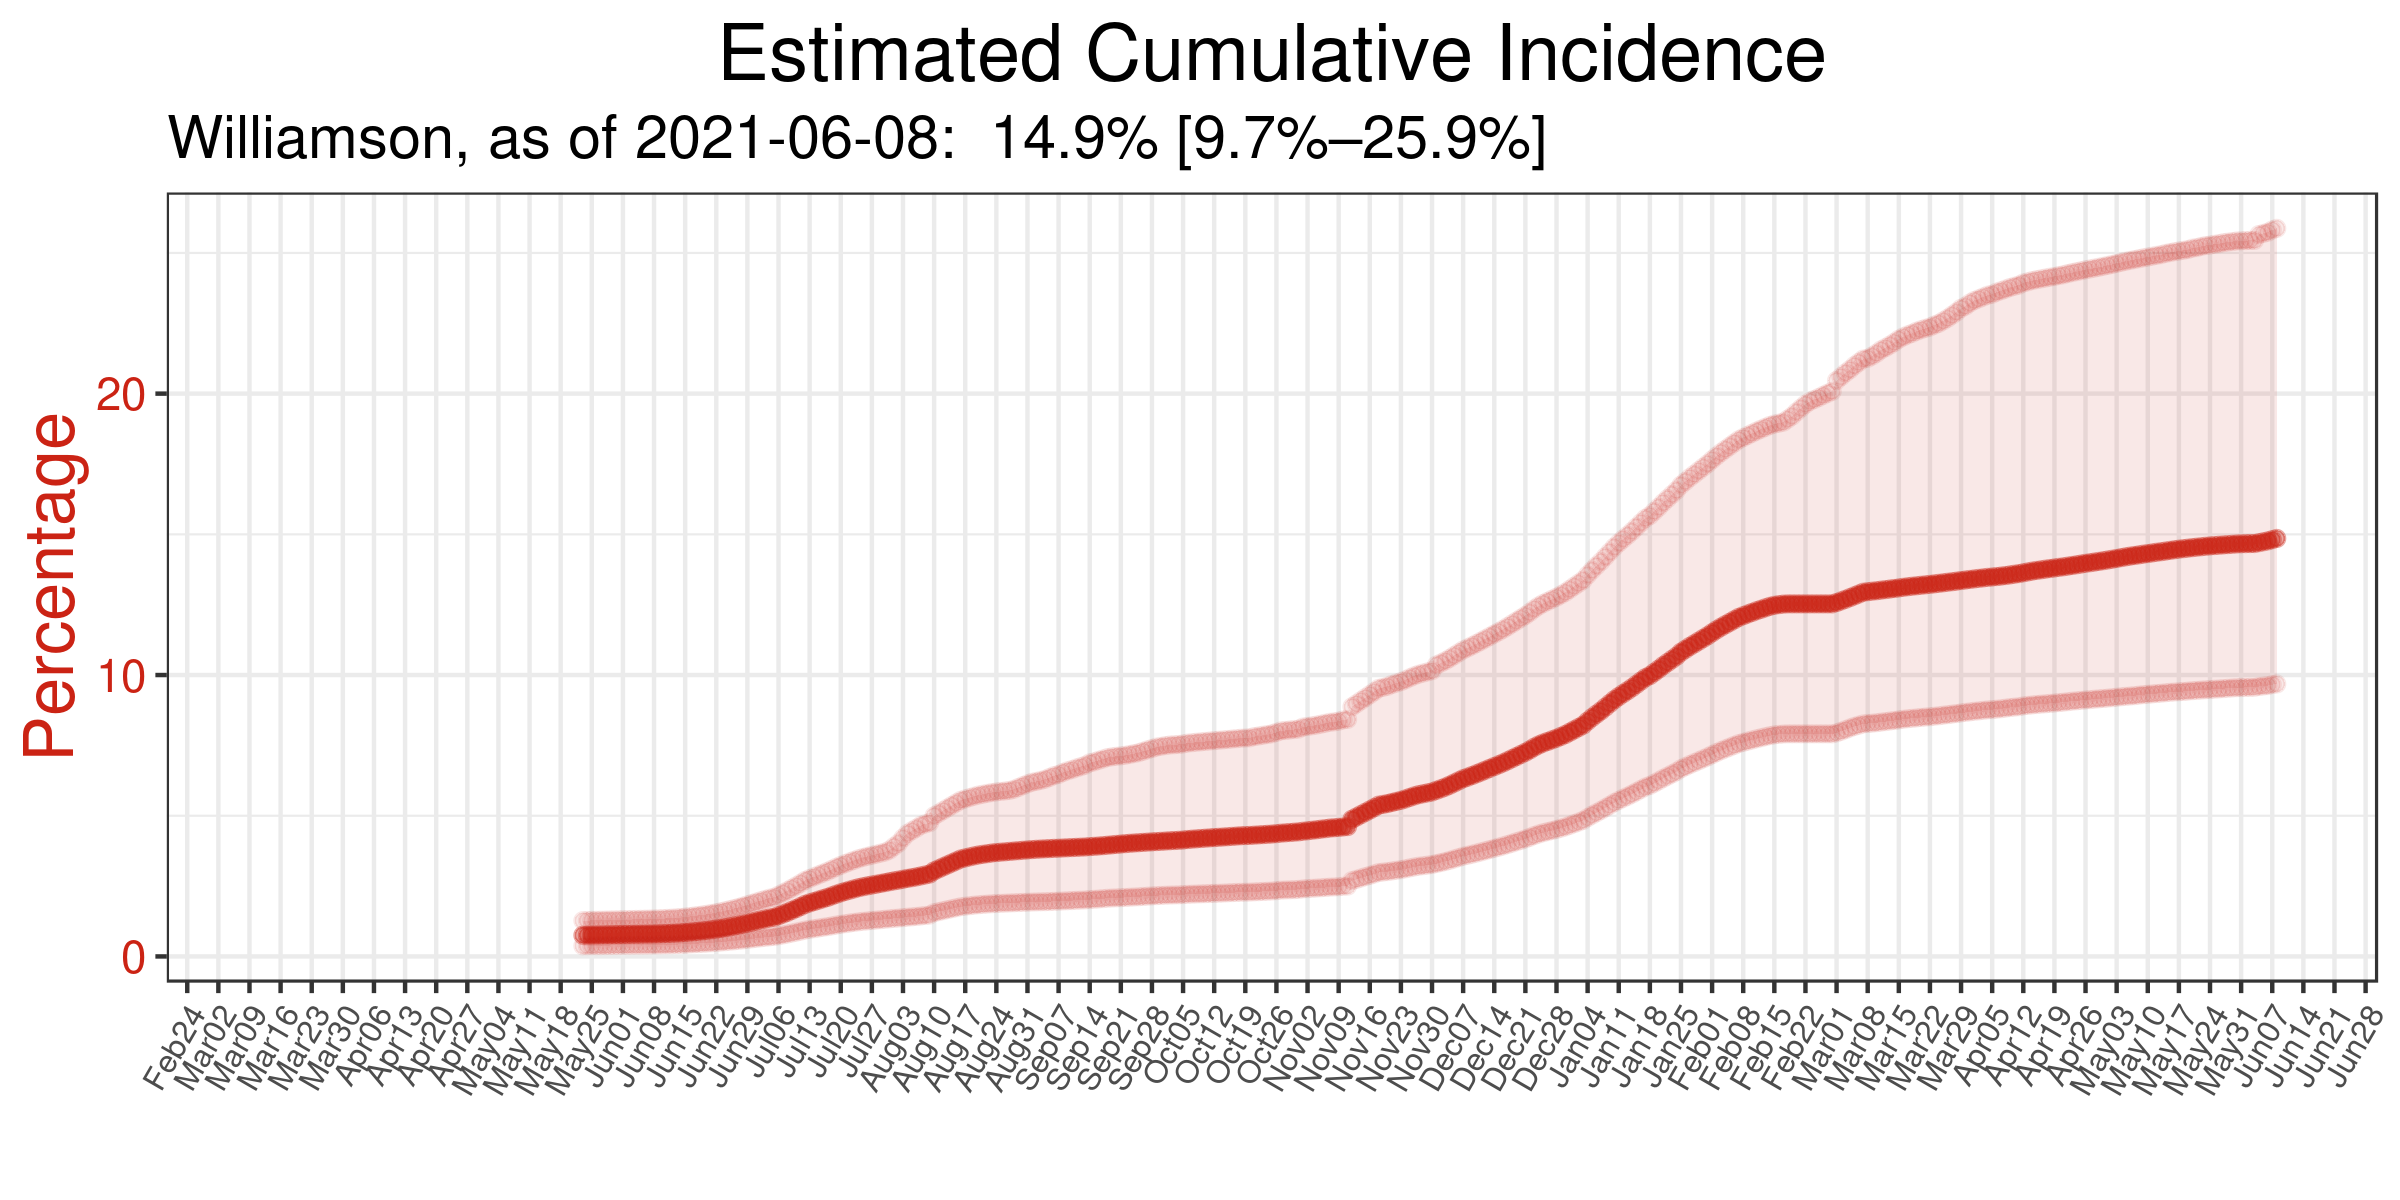 Estimated Cumulative Incidence
Williamson, as of 2021-06-08:  14.9% [9.7%–25.9%]
Percentage
20
10
0
Feb24
Mar02
Mar09
Mar16
Mar23
Mar30
Apr06
Apr13
Apr20
Apr27
May04
May11
May18
May25
Jun01
Jun08
Jun15
Jun22
Jun29
Jul06
Jul13
Jul20
Jul27
Aug03
Aug10
Aug17
Aug24
Aug31
Sep07
Sep14
Sep21
Sep28
Oct05
Oct12
Oct19
Oct26
Nov02
Nov09
Nov16
Nov23
Nov30
Dec07
Dec14
Dec21
Dec28
Jan04
Jan11
Jan18
Jan25
Feb01
Feb08
Feb15
Feb22
Mar01
Mar08
Mar15
Mar22
Mar29
Apr05
Apr12
Apr19
Apr26
May03
May10
May17
May24
May31
Jun07
Jun14
Jun21
Jun28